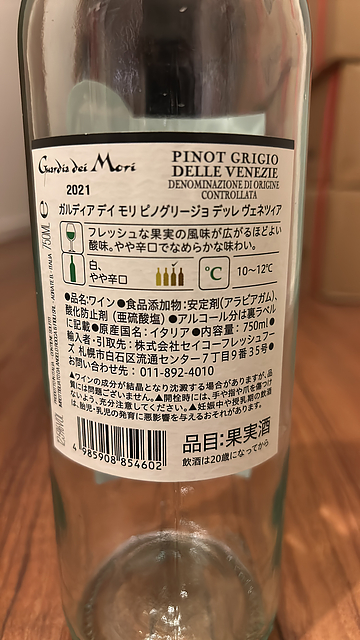 Guardia dei Mori
2021
PINOT GRIGIO
DELLE VENEZIE
DENOMINAZIONE DI ORIGINE
CONTROLLATA
ガルディア デイ モリ ピノグリージョ デッレ ヴェネツィア
フレッシュな果実の風味が広がるほどよい
酸味。やや辛口でなめらかな味わい。
白、
やや辛口
℃
10〜12℃
●品名:ワイン●食品添加物:安定剤(アラビアガム)、
酸化防止剤(亜硫酸塩)●アルコール分は裏ラベル
に記載●原産国名:イタリア●内容量:750ml●
輸入者・引取先:株式会社セイコーフレッシュフー
ズ 札幌市白石区流通センター7丁目9番35号●
お問い合せ先:011-892-4010
▲ワインの成分が結晶となり沈澱する場合がありますが、品
質には問題ございません。▲開栓時には、手や指や爪を傷つけ
ないよう、充分注意してください。▲妊娠中や授乳期の飲酒
は、胎児・乳児の発育に悪影響を与えるおそれがあります。
4 985908 854602
品目:果実酒
飲酒は20歳になってから
750ML e